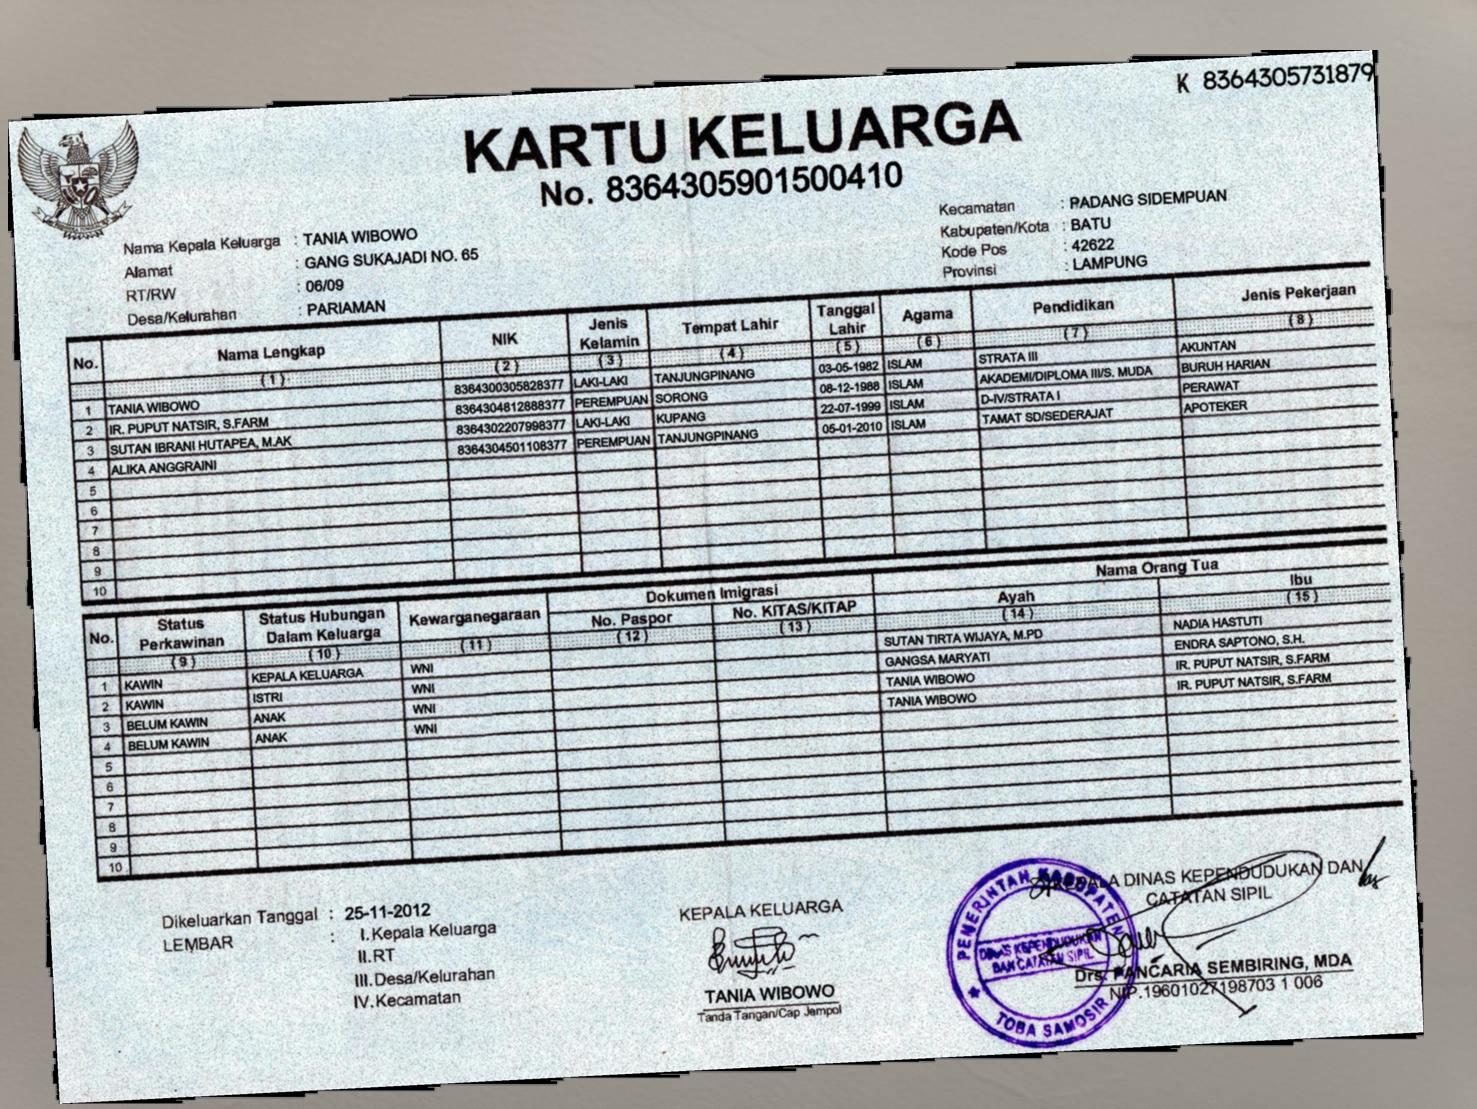 K 8364305731879
KARTU KELUARGA
No. 8364305901500410
Nama Kepala Keluarga : TANIA WIBOWO
Alamat : GANG SUKAJADI NO. 65
RT/RW : 06/09
Desa/Kelurahan : PARIAMAN
Kecamatan : PADANG SIDEMPUAN
Kabupaten/Kota : BATU
Kode Pos : 42622
Provinsi : LAMPUNG
No. Nama Lengkap NIK Jenis Kelamin Tempat Lahir Tanggal Lahir Agama Pendidikan Jenis Pekerjaan
(1) (2) (3) (4) (5) (6) (7) (8)
1 TANIA WIBOWO 8364300305828377 LAKI-LAKI TANJUNGPINANG 03-05-1982 ISLAM STRATA III AKUNTAN
2 IR. PUPUT NATSIR, S.FARM 8364304812888377 PEREMPUAN SORONG 08-12-1988 ISLAM AKADEMI/DIPLOMA III/S. MUDA BURUH HARIAN
3 SUTAN IBRANI HUTAPEA, M.AK 8364302207998377 LAKI-LAKI KUPANG 22-07-1999 ISLAM D-IV/STRATA I PERAWAT
4 ALIKA ANGGRAINI 8364304501108377 PEREMPUAN TANJUNGPINANG 05-01-2010 ISLAM TAMAT SD/SEDERAJAT APOTEKER
5
6
7
8
9
10
No. Status Perkawinan Status Hubungan Dalam Keluarga Kewarganegaraan Dokumen Imigrasi Nama Orang Tua
No. Paspor No. KITAS/KITAP Ayah Ibu
(9) (10) (11) (12) (13) (14) (15)
1 KAWIN KEPALA KELUARGA WNI SUTAN TIRTA WIJAYA, M.PD NADIA HASTUTI
2 KAWIN ISTRI WNI GANGSA MARYATI ENDRA SAPTONO, S.H.
3 BELUM KAWIN ANAK WNI TANIA WIBOWO IR. PUPUT NATSIR, S.FARM
4 BELUM KAWIN ANAK WNI TANIA WIBOWO IR. PUPUT NATSIR, S.FARM
5
6
7
8
9
10
Dikeluarkan Tanggal : 25-11-2012
LEMBAR : I. Kepala Keluarga
II. RT
III. Desa/Kelurahan
IV. Kecamatan
KEPALA KELUARGA
TANIA WIBOWO
Tanda Tangan/Cap Jempol
KEPALA DINAS KEPENDUDUKAN DAN
CATATAN SIPIL
PEMERINTAH KABUPATEN
DINAS KEPENDUDUKAN
DAN CATATAN SIPIL
TOBA SAMOSIR
Drs. PANCARIA SEMBIRING, MDA
NIP.19601027198703 1 006